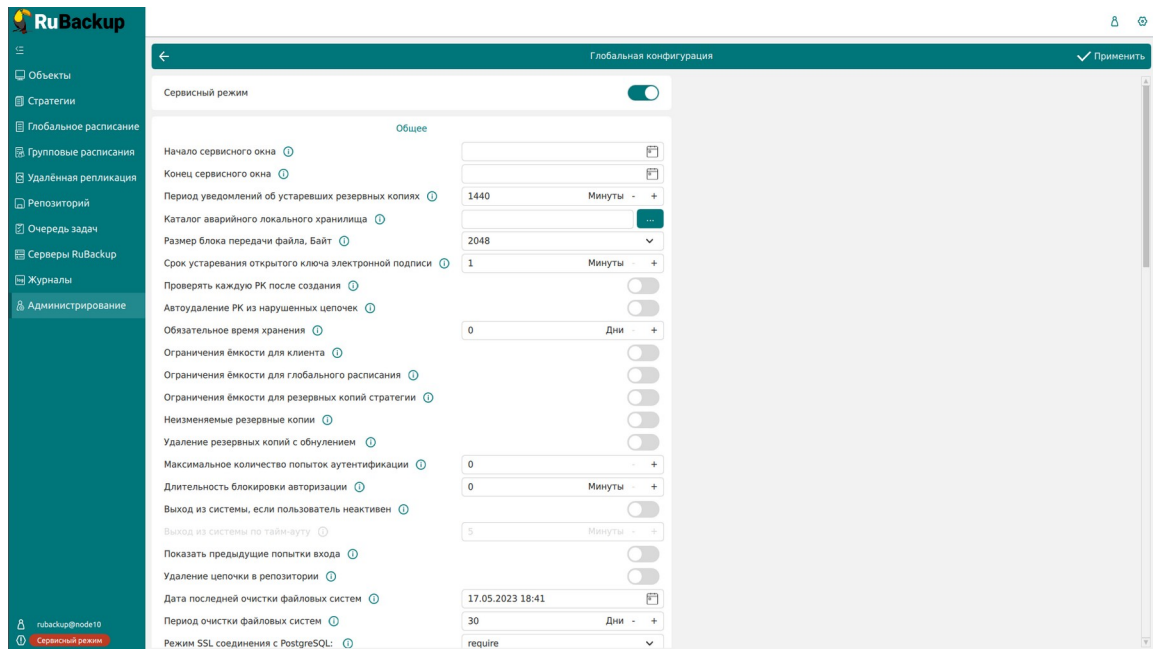 RuBackup
Глобальная конфигурация
Применить
Объекты
Стратегии
Глобальное расписание
Групповые расписания
Удалённая репликация
Репозиторий
Очередь задач
Серверы RuBackup
Журналы
Администрирование
rubackup@node10
Сервисный режим
Сервисный режим
Общее
Начало сервисного окна
Конец сервисного окна
Период уведомлений об устаревших резервных копиях 1440 Минуты - +
Каталог аварийного локального хранилища ...
Размер блока передачи файла, Байт 2048
Срок устаревания открытого ключа электронной подписи 1 Минуты - +
Проверять каждую РК после создания
Автоудаление РК из нарушенных цепочек
Обязательное время хранения 0 Дни - +
Ограничения ёмкости для клиента
Ограничения ёмкости для глобального расписания
Ограничения ёмкости для резервных копий стратегии
Неизменяемые резервные копии
Удаление резервных копий с обнулением
Максимальное количество попыток аутентификации 0 - +
Длительность блокировки авторизации 0 Минуты - +
Выход из системы, если пользователь неактивен
Выход из системы по тайм-ауту 5 Минуты - +
Показать предыдущие попытки входа
Удаление цепочки в репозитории
Дата последней очистки файловых систем 17.05.2023 18:41
Период очистки файловых систем 30 Дни - +
Режим SSL соединения с PostgreSQL: require